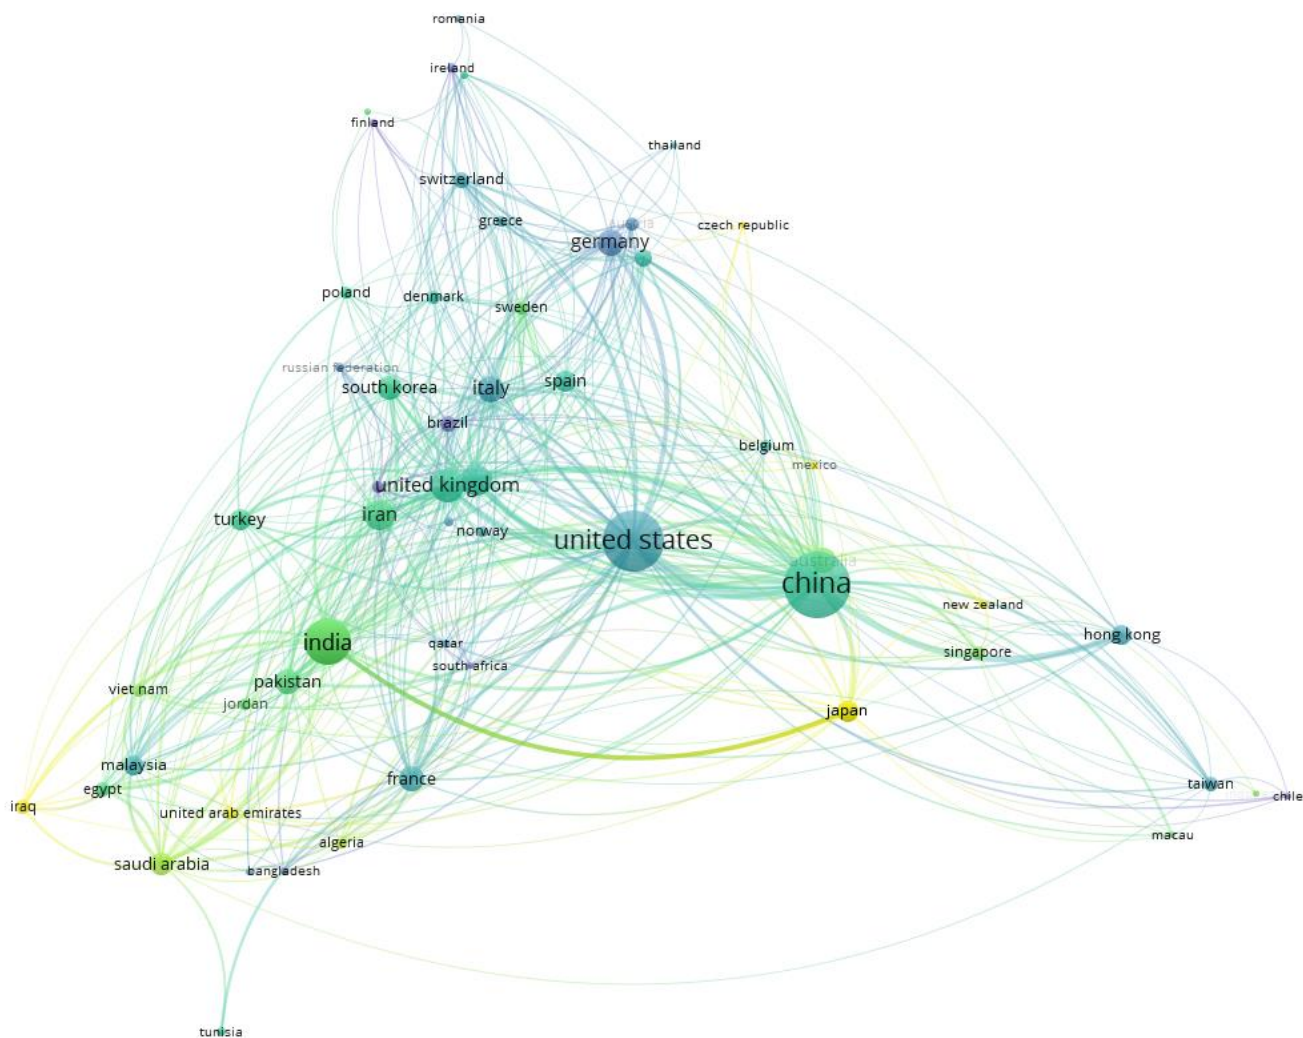 romania
ireland
finland
thailand
switzerland
greece
czech republic
germany
poland
denmark
sweden
russian federation
south korea
italy
spain
brazil
belgium
mexico
united kingdom
iran
turkey
norway
united states
australia
china
new zealand
hong kong
india
qatar
singapore
south africa
pakistan
viet nam
jordan
japan
malaysia
france
egypt
taiwan
chile
iraq
united arab emirates
macau
algeria
saudi arabia
bangladesh
tunisia